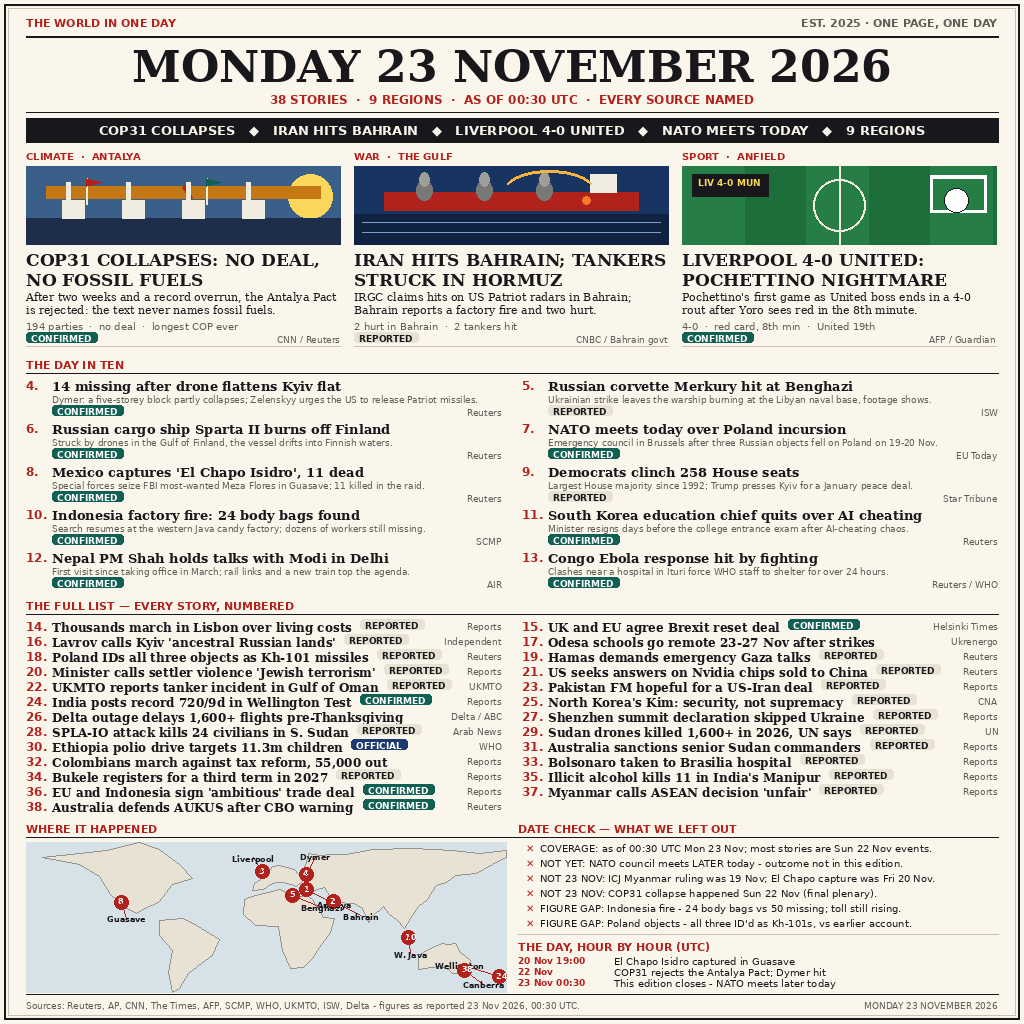 THE WORLD IN ONE DAY
EST. 2025 · ONE PAGE, ONE DAY
MONDAY 23 NOVEMBER 2026
38 STORIES · 9 REGIONS · AS OF 00:30 UTC · EVERY SOURCE NAMED
COP31 COLLAPSES ◆ IRAN HITS BAHRAIN ◆ LIVERPOOL 4-0 UNITED ◆ NATO MEETS TODAY ◆ 9 REGIONS
CLIMATE · ANTALYA
COP31 COLLAPSES: NO DEAL,
NO FOSSIL FUELS
After two weeks and a record overrun, the Antalya Pact
is rejected: the text never names fossil fuels.
194 parties · no deal · longest COP ever
CONFIRMED
CNN / Reuters
WAR · THE GULF
IRAN HITS BAHRAIN; TANKERS
STRUCK IN HORMUZ
IRGC claims hits on US Patriot radars in Bahrain;
Bahrain reports a factory fire and two hurt.
2 hurt in Bahrain · 2 tankers hit
REPORTED
CNBC / Bahrain govt
SPORT · ANFIELD
LIV 4-0 MUN
LIVERPOOL 4-0 UNITED:
POCHETTINO NIGHTMARE
Pochettino's first game as United boss ends in a 4-0
rout after Yoro sees red in the 8th minute.
4-0 · red card, 8th min · United 19th
CONFIRMED
AFP / Guardian
THE DAY IN TEN
4. 14 missing after drone flattens Kyiv flat
Dymer: a five-storey block partly collapses; Zelenskyy urges the US to release Patriot missiles.
CONFIRMED
Reuters
5. Russian corvette Merkury hit at Benghazi
Ukrainian strike leaves the warship burning at the Libyan naval base, footage shows.
REPORTED
ISW
6. Russian cargo ship Sparta II burns off Finland
Struck by drones in the Gulf of Finland, the vessel drifts into Finnish waters.
CONFIRMED
Reuters
7. NATO meets today over Poland incursion
Emergency council in Brussels after three Russian objects fell on Poland on 19-20 Nov.
CONFIRMED
EU Today
8. Mexico captures 'El Chapo Isidro', 11 dead
Special forces seize FBI most-wanted Meza Flores in Guasave; 11 killed in the raid.
CONFIRMED
Reuters
9. Democrats clinch 258 House seats
Largest House majority since 1992; Trump presses Kyiv for a January peace deal.
REPORTED
Star Tribune
10. Indonesia factory fire: 24 body bags found
Search resumes at the western Java candy factory; dozens of workers still missing.
CONFIRMED
SCMP
11. South Korea education chief quits over AI cheating
Minister resigns days before the college entrance exam after AI-cheating chaos.
CONFIRMED
Reuters
12. Nepal PM Shah holds talks with Modi in Delhi
First visit since taking office in March; rail links and a new train top the agenda.
CONFIRMED
AIR
13. Congo Ebola response hit by fighting
Clashes near a hospital in Ituri force WHO staff to shelter for over 24 hours.
CONFIRMED
Reuters / WHO
THE FULL LIST — EVERY STORY, NUMBERED
14. Thousands march in Lisbon over living costs REPORTED Reports
15. UK and EU agree Brexit reset deal CONFIRMED Helsinki Times
16. Lavrov calls Kyiv 'ancestral Russian lands' REPORTED Independent
17. Odesa schools go remote 23-27 Nov after strikes Ukrenergo
18. Poland IDs all three objects as Kh-101 missiles REPORTED Reuters
19. Hamas demands emergency Gaza talks REPORTED Reuters
20. Minister calls settler violence 'Jewish terrorism' REPORTED Reports
21. US seeks answers on Nvidia chips sold to China REPORTED Reuters
22. UKMTO reports tanker incident in Gulf of Oman REPORTED UKMTO
23. Pakistan FM hopeful for a US-Iran deal REPORTED Reports
24. India posts record 720/9d in Wellington Test CONFIRMED Reports
25. North Korea's Kim: security, not supremacy REPORTED CNA
26. Delta outage delays 1,600+ flights pre-Thanksgiving Delta / ABC
27. Shenzhen summit declaration skipped Ukraine REPORTED Reports
28. SPLA-IO attack kills 24 civilians in S. Sudan REPORTED Arab News
29. Sudan drones killed 1,600+ in 2026, UN says REPORTED UN
30. Ethiopia polio drive targets 11.3m children OFFICIAL WHO
31. Australia sanctions senior Sudan commanders REPORTED Reports
32. Colombians march against tax reform, 55,000 out Reports
33. Bolsonaro taken to Brasilia hospital REPORTED Reports
34. Bukele registers for a third term in 2027 REPORTED Reports
35. Illicit alcohol kills 11 in India's Manipur REPORTED Reports
36. EU and Indonesia sign 'ambitious' trade deal CONFIRMED Reports
37. Myanmar calls ASEAN decision 'unfair' REPORTED Reports
38. Australia defends AUKUS after CBO warning CONFIRMED Reuters
WHERE IT HAPPENED
Liverpool
3
Dymer
4
1
5
2
Benghazi
Bahrain
8
Guasave
10
W. Java
Wellington
38
24
Canberra
DATE CHECK — WHAT WE LEFT OUT
✕ COVERAGE: as of 00:30 UTC Mon 23 Nov; most stories are Sun 22 Nov events.
✕ NOT YET: NATO council meets LATER today - outcome not in this edition.
✕ NOT 23 NOV: ICJ Myanmar ruling was 19 Nov; El Chapo capture was Fri 20 Nov.
✕ NOT 23 NOV: COP31 collapse happened Sun 22 Nov (final plenary).
✕ FIGURE GAP: Indonesia fire - 24 body bags vs 50 missing; toll still rising.
✕ FIGURE GAP: Poland objects - all three ID'd as Kh-101s, vs earlier account.
THE DAY, HOUR BY HOUR (UTC)
20 Nov 19:00 El Chapo Isidro captured in Guasave
22 Nov COP31 rejects the Antalya Pact; Dymer hit
23 Nov 00:30 This edition closes - NATO meets later today
Sources: Reuters, AP, CNN, The Times, AFP, SCMP, WHO, UKMTO, ISW, Delta - figures as reported 23 Nov 2026, 00:30 UTC.
MONDAY 23 NOVEMBER 2026